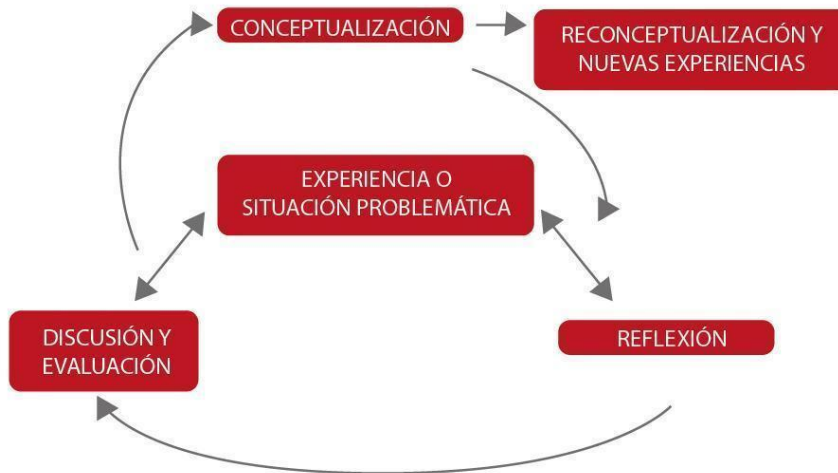 CONCEPTUALIZACIÓN
RECONCEPTUALIZACIÓN Y
NUEVAS EXPERIENCIAS
EXPERIENCIA O
SITUACIÓN PROBLEMÁTICA
DISCUSIÓN Y
EVALUACIÓN
REFLEXIÓN